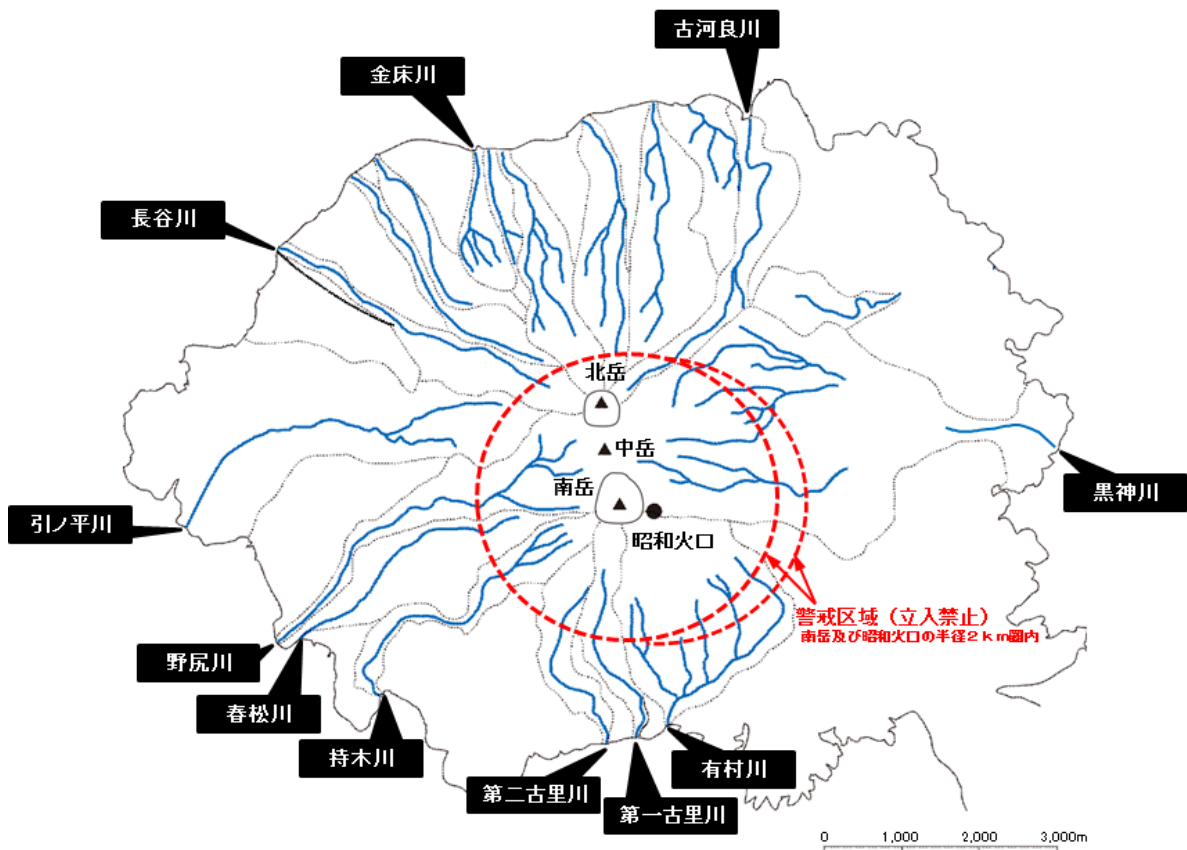 古河良川
金床川
長谷川
北岳
中岳
南岳
黒神川
引ノ平川
昭和火口
警戒区域（立入禁止）
南岳及び昭和火口の半径２ｋｍ圏内
野尻川
春松川
持木川
有村川
第二古里川
第一古里川
0 1,000 2,000 3,000m